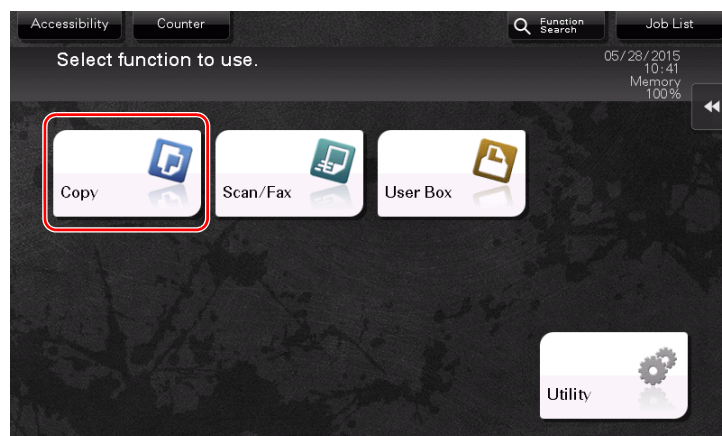 Accessibility
Counter
Function
Search
Job List
Select function to use.
05/28/2015
10:41
Memory
100%
Copy
Scan/Fax
User Box
Utility